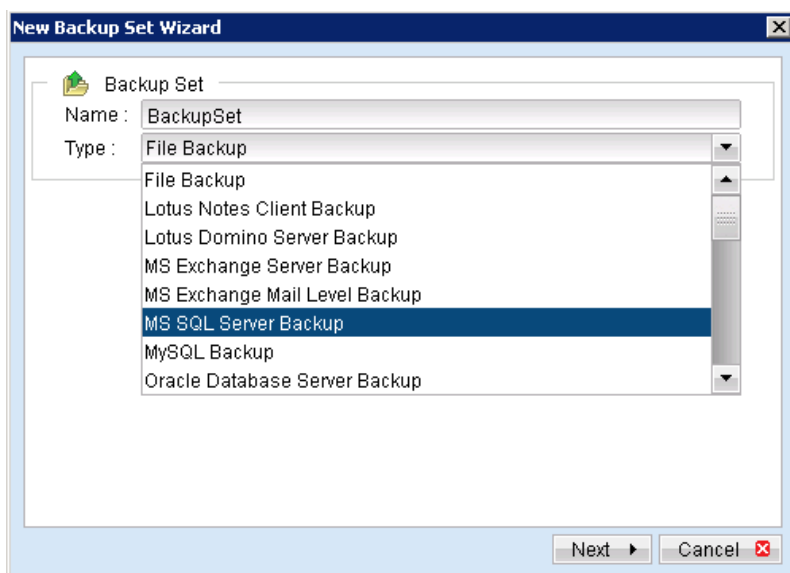 New Backup Set Wizard
Backup Set
Name : BackupSet
Type : File Backup
File Backup
Lotus Notes Client Backup
Lotus Domino Server Backup
MS Exchange Server Backup
MS Exchange Mail Level Backup
MS SQL Server Backup
MySQL Backup
Oracle Database Server Backup
Next Cancel